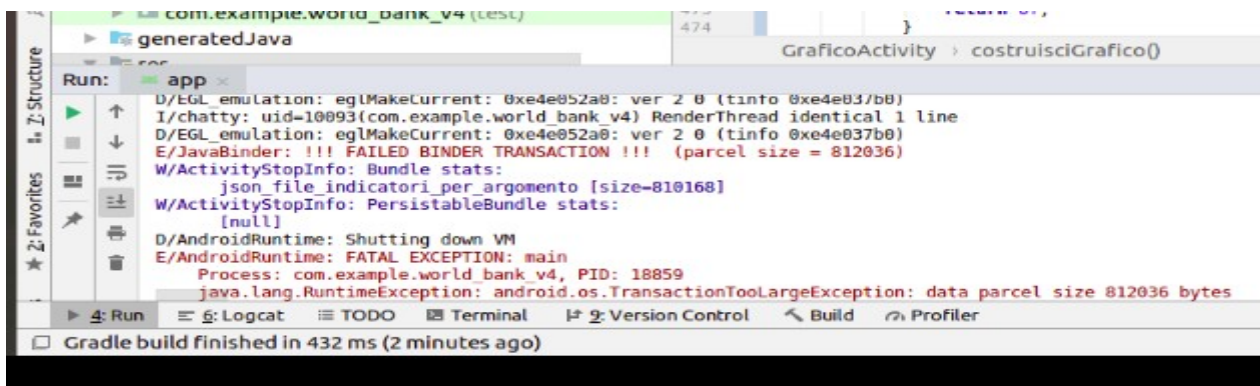 com.example.world_bank_v4 (test)
generatedJava
474 }
GraficoActivity › costruisciGrafico()
Z: Structure
2: Favorites
Run: app ×
D/EGL_emulation: eglMakeCurrent: 0xe4e052a0: ver 2 0 (tinfo 0xe4e037b0)
I/chatty: uid=10093(com.example.world_bank_v4) RenderThread identical 1 line
D/EGL_emulation: eglMakeCurrent: 0xe4e052a0: ver 2 0 (tinfo 0xe4e037b0)
E/JavaBinder: !!! FAILED BINDER TRANSACTION !!! (parcel size = 812036)
W/ActivityStopInfo: Bundle stats:
json_file_indicatori_per_argomento [size=810168]
W/ActivityStopInfo: PersistableBundle stats:
[null]
D/AndroidRuntime: Shutting down VM
E/AndroidRuntime: FATAL EXCEPTION: main
Process: com.example.world_bank_v4, PID: 18859
java.lang.RuntimeException: android.os.TransactionTooLargeException: data parcel size 812036 bytes
4: Run 6: Logcat TODO Terminal 9: Version Control Build Profiler
Gradle build finished in 432 ms (2 minutes ago)